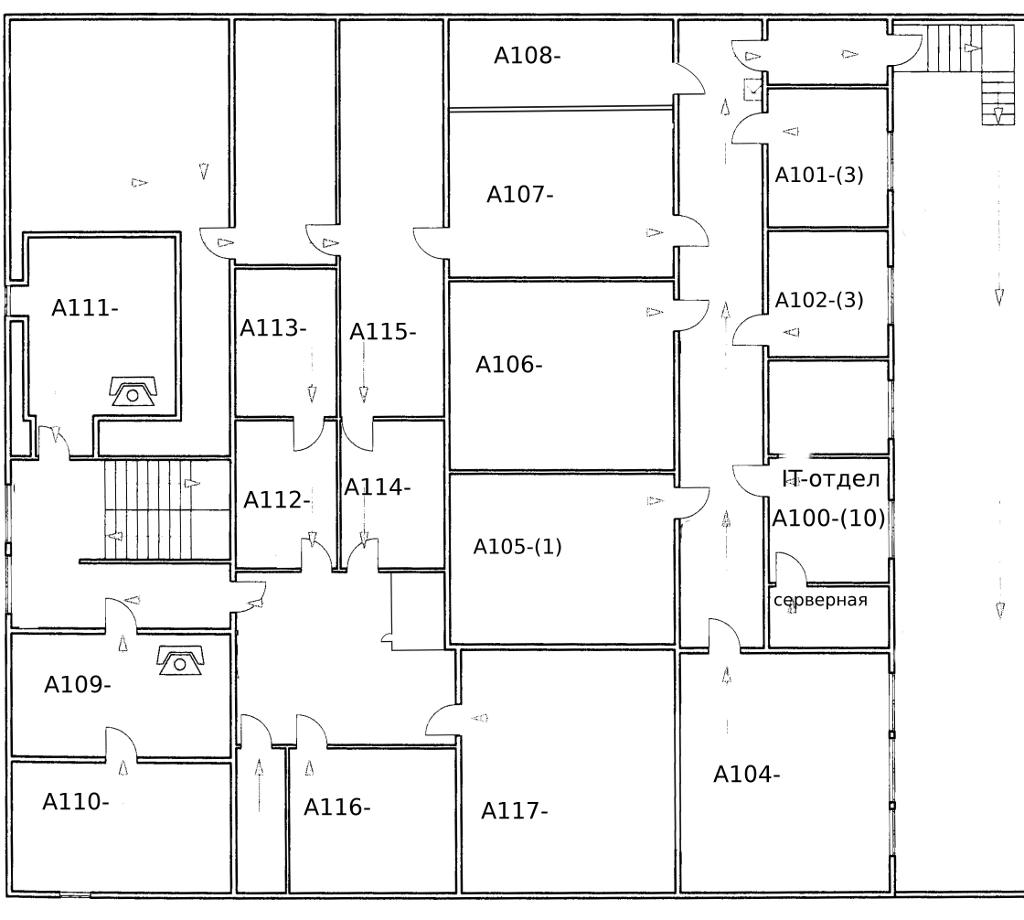 A108-
A107-
A101-(3)
A102-(3)
A111-
A113-
A115-
A106-
IT-отдел
A112-
A114-
A100-(10)
A105-(1)
серверная
A109-
A104-
A110-
A116-
A117-